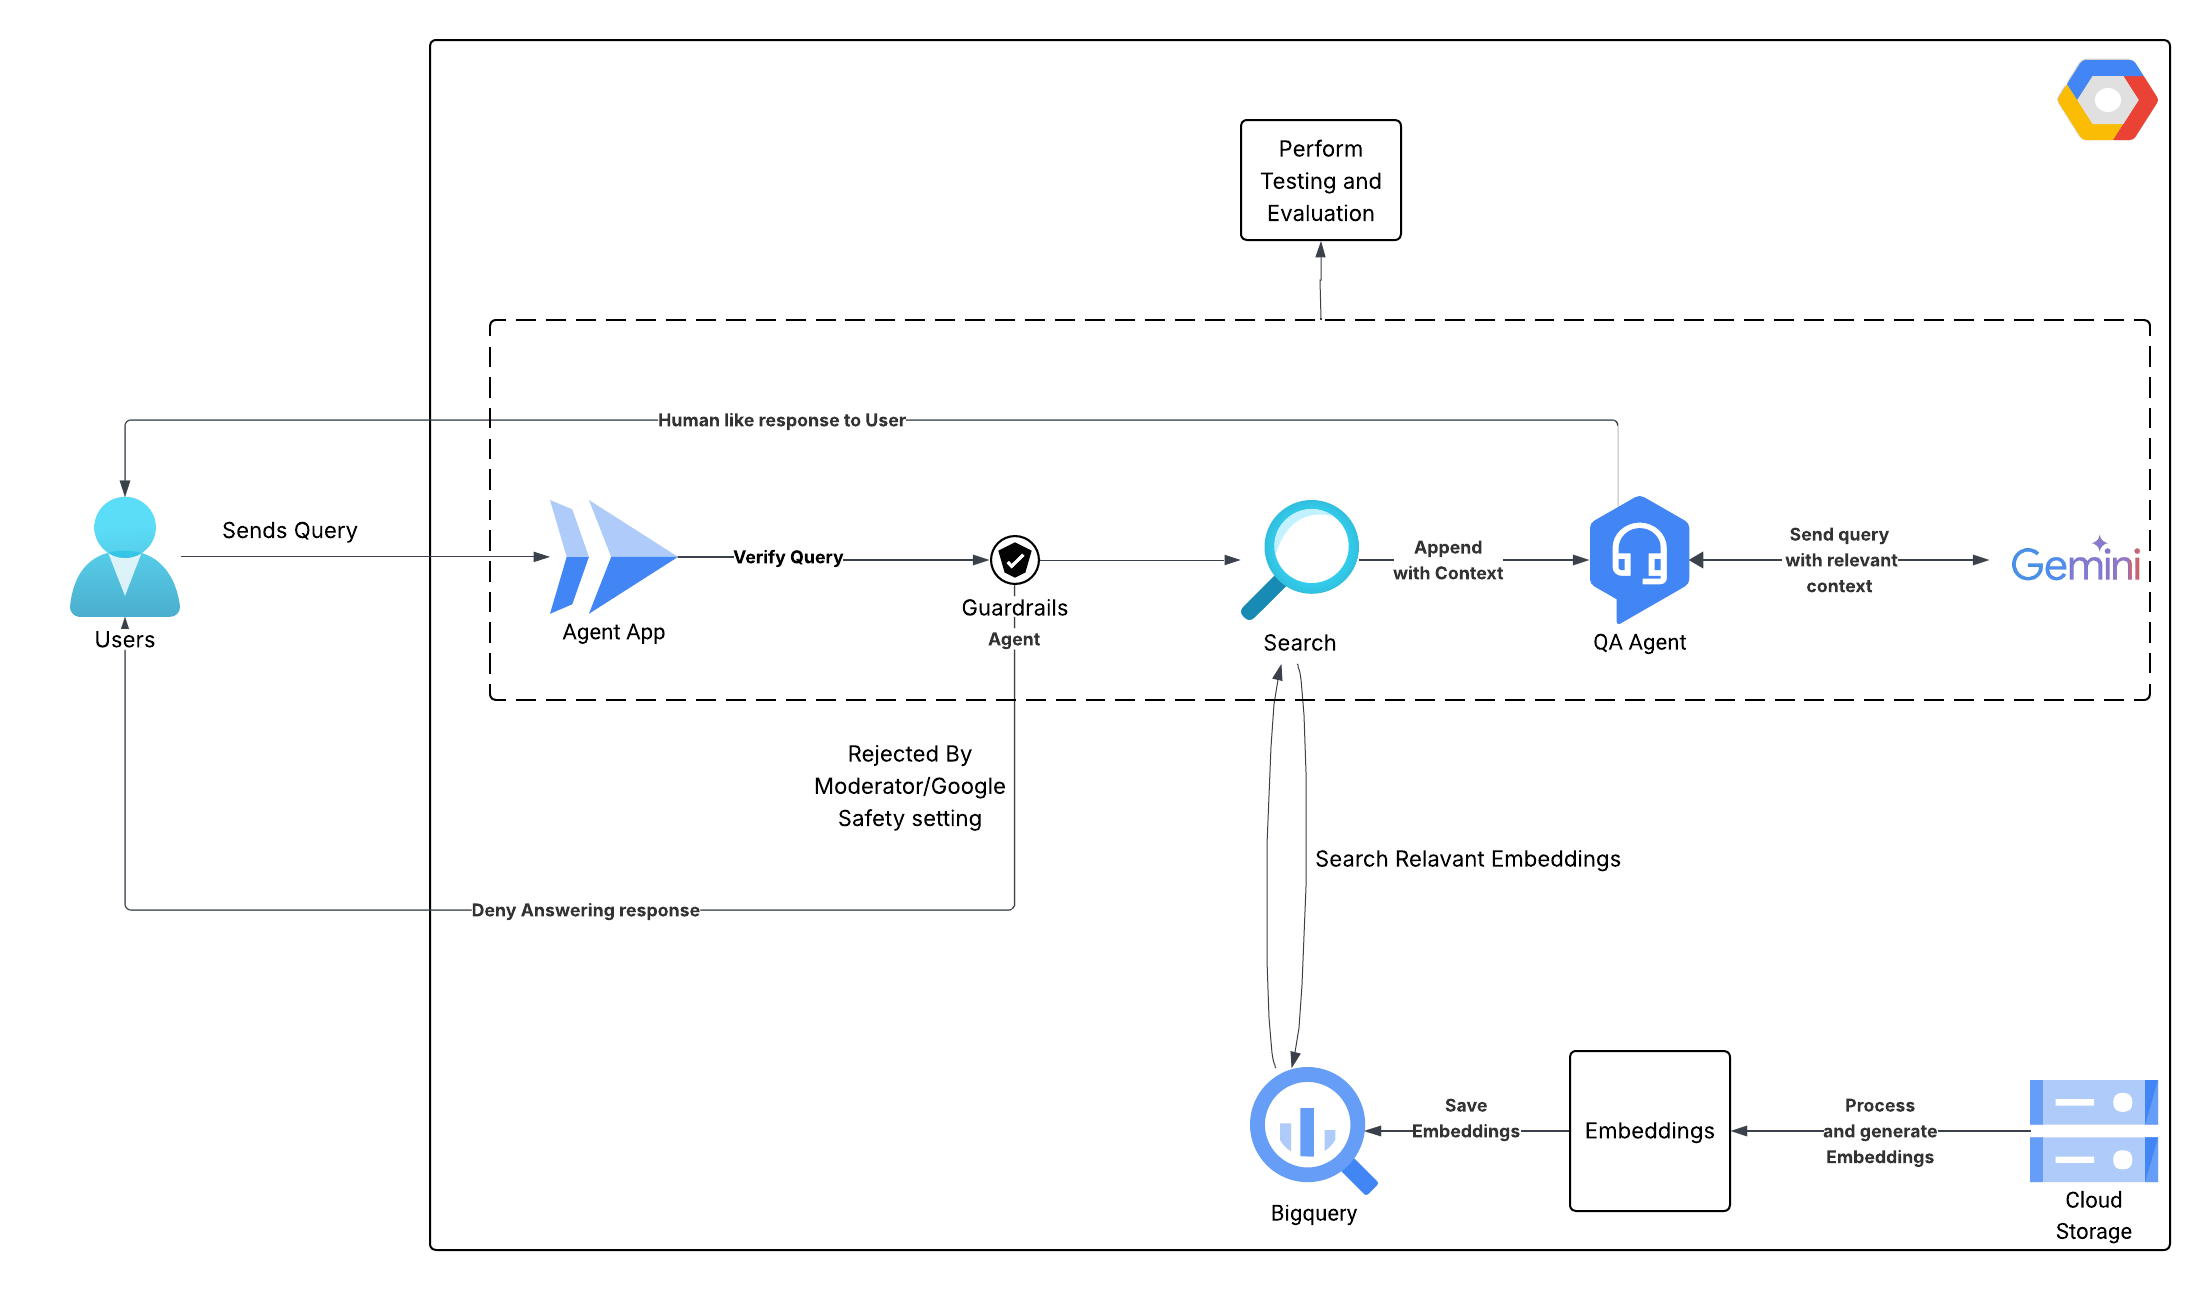 Perform
Testing and
Evaluation
Human like response to User
Sends Query
Users
Agent App
Verify Query
Guardrails
Agent
Search
Append
with Context
QA Agent
Send query
with relevant
context
Gemini
Rejected By
Moderator/Google
Safety setting
Deny Answering response
Search Relavant Embeddings
Bigquery
Save
Embeddings
Embeddings
Process
and generate
Embeddings
Cloud
Storage